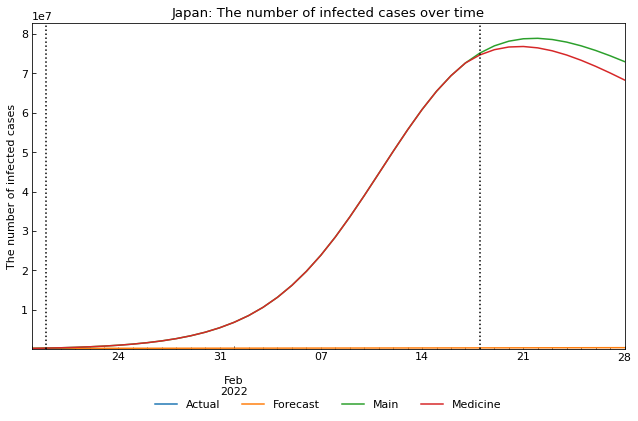 Japan: The number of infected cases over time
1e7
The number of infected cases
8
7
6
5
4
3
2
1
24 31 07 14 21 28
Feb
2022
Actual Forecast Main Medicine